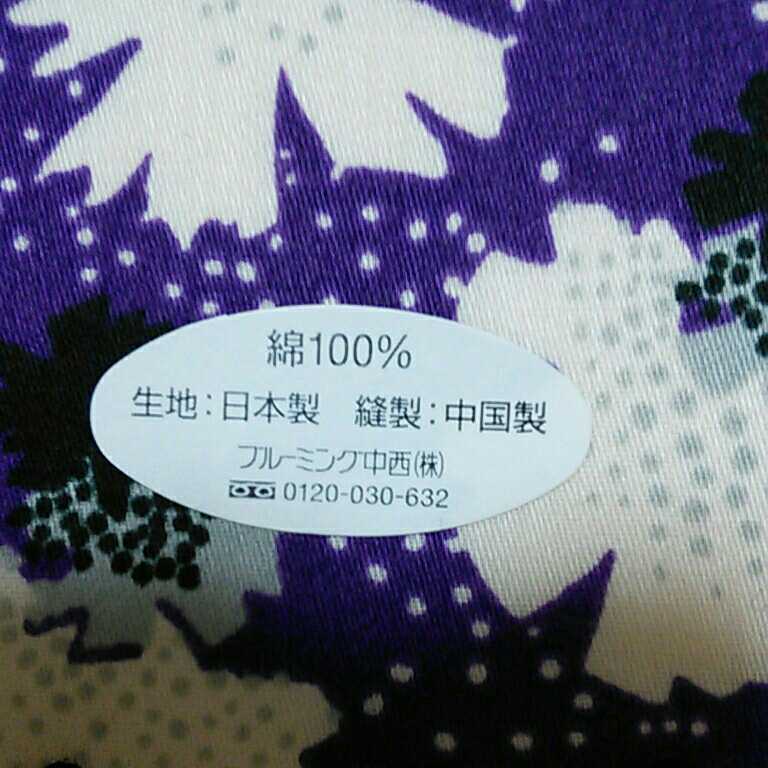 綿100%
生地:日本製　縫製:中国製
ブルーミング中西(株)
0120-030-632